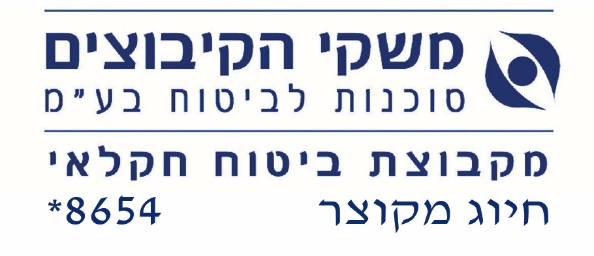 משקי הקיבוצים
סוכנות לביטוח בע"מ
מקבוצת ביטוח חקלאי
חיוג מקוצר 8654*